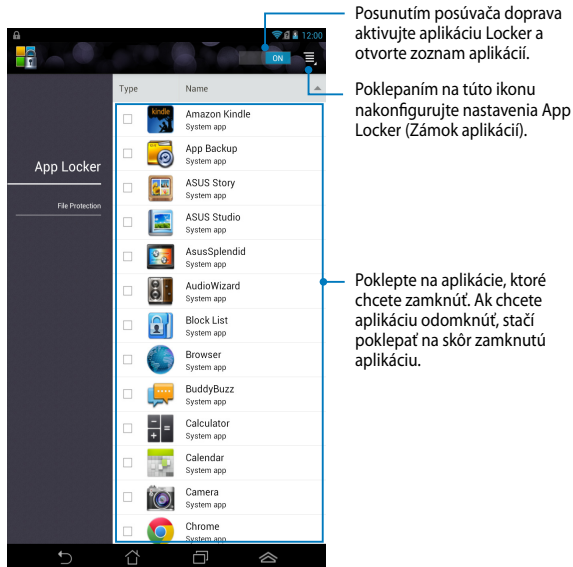 Posunutím posúvača doprava
aktivujte aplikáciu Locker a
otvorte zoznam aplikácií.
Poklepaním na túto ikonu
nakonfigurujte nastavenia App
Locker (Zámok aplikácií).
Poklepte na aplikácie, ktoré
chcete zamknúť. Ak chcete
aplikáciu odomknúť, stačí
poklepať na skôr zamknutú
aplikáciu.
12:00
ON
App Locker
File Protection
Type Name
kindle
Amazon Kindle
System app
App Backup
System app
ASUS Story
System app
ASUS Studio
System app
AsusSplendid
System app
AudioWizard
System app
Block List
System app
Browser
System app
BuddyBuzz
System app
Calculator
System app
Calendar
System app
Camera
System app
Chrome
System app